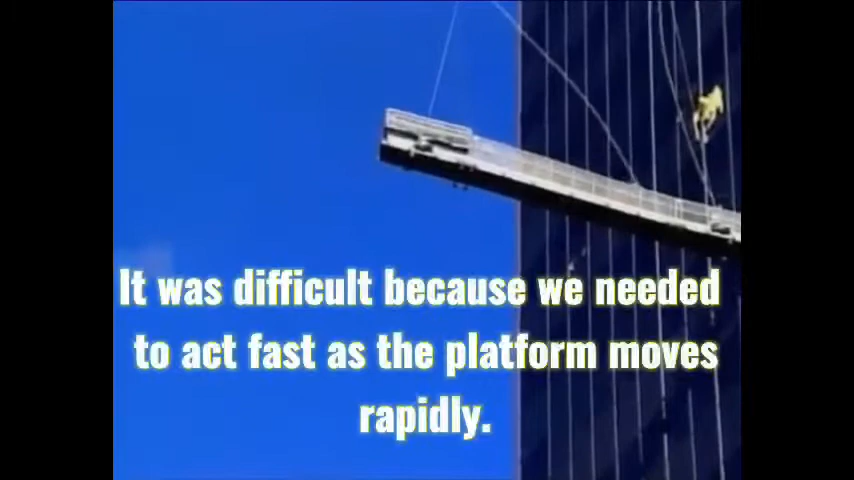 It was difficult because we needed
to act fast as the platform moves
rapidly.